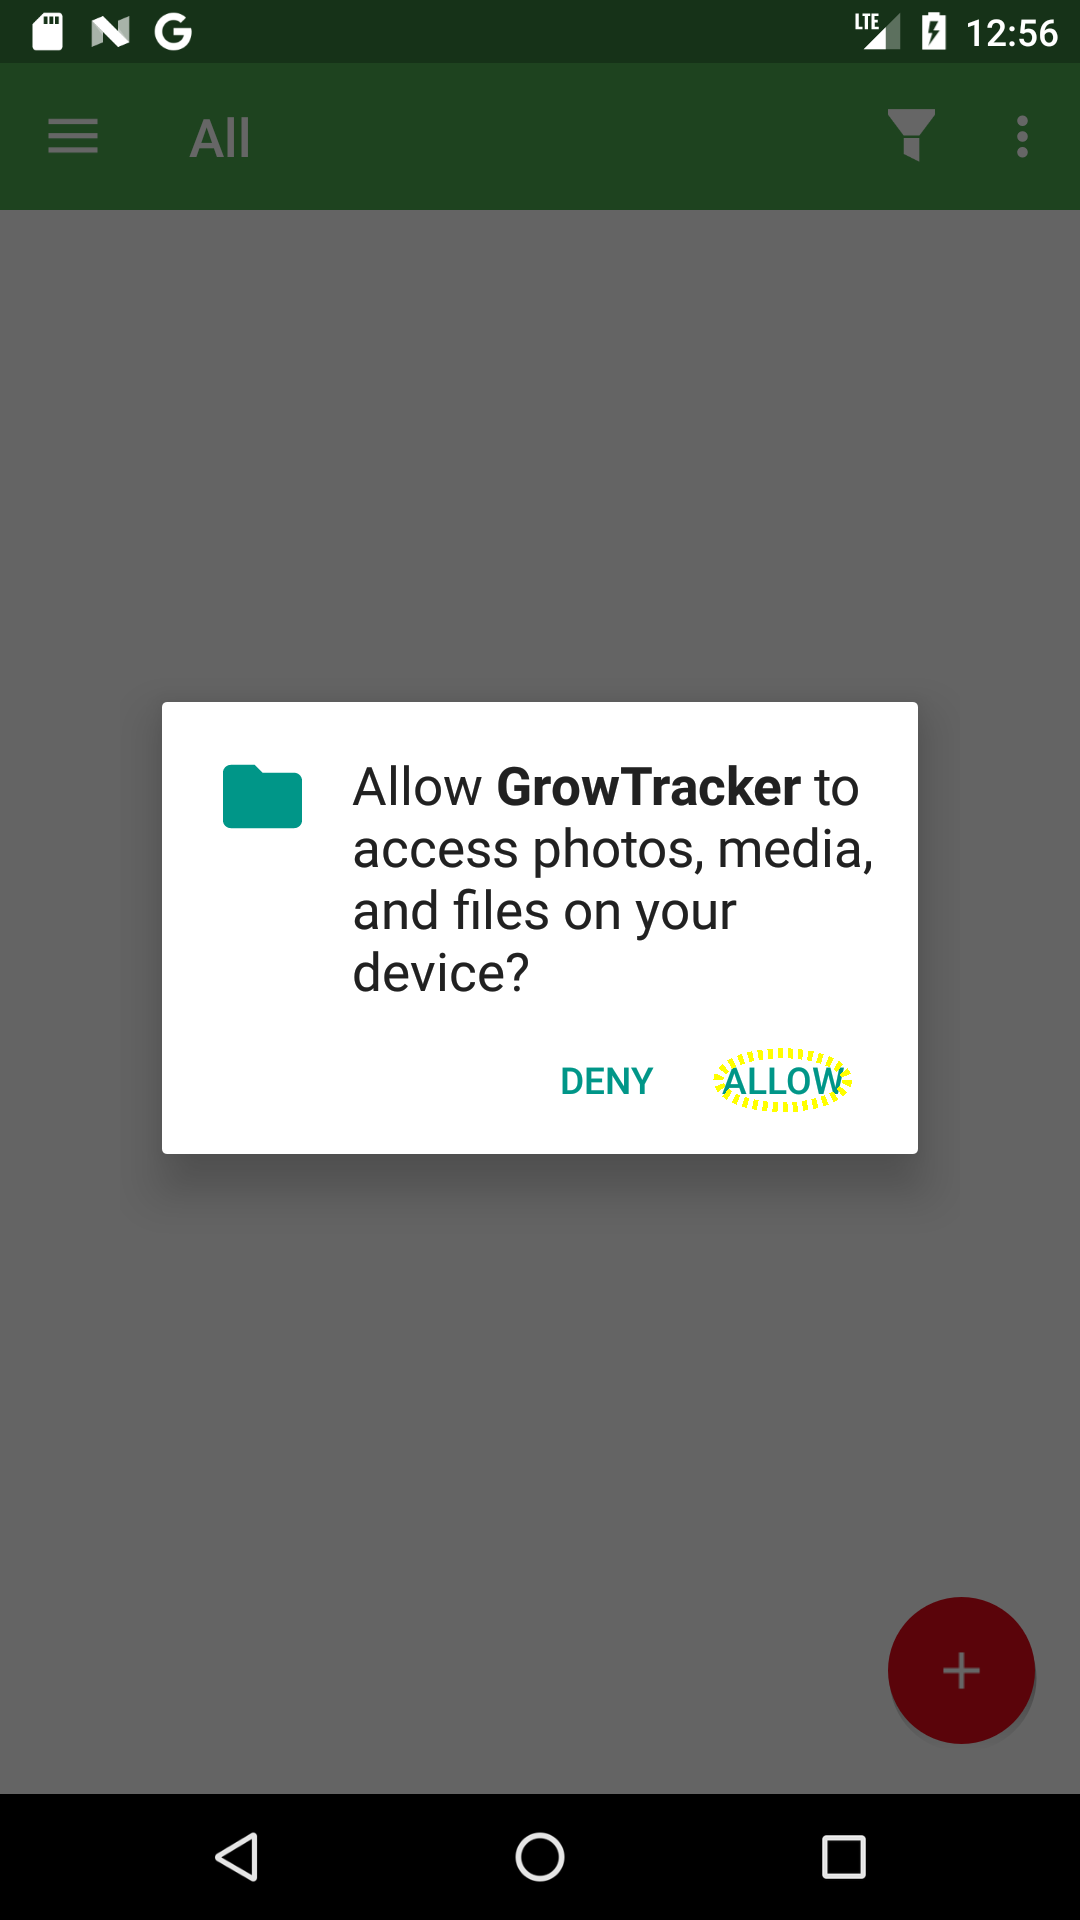 LTE 12:56
All
Allow GrowTracker to
access photos, media,
and files on your
device?
DENY ALLOW